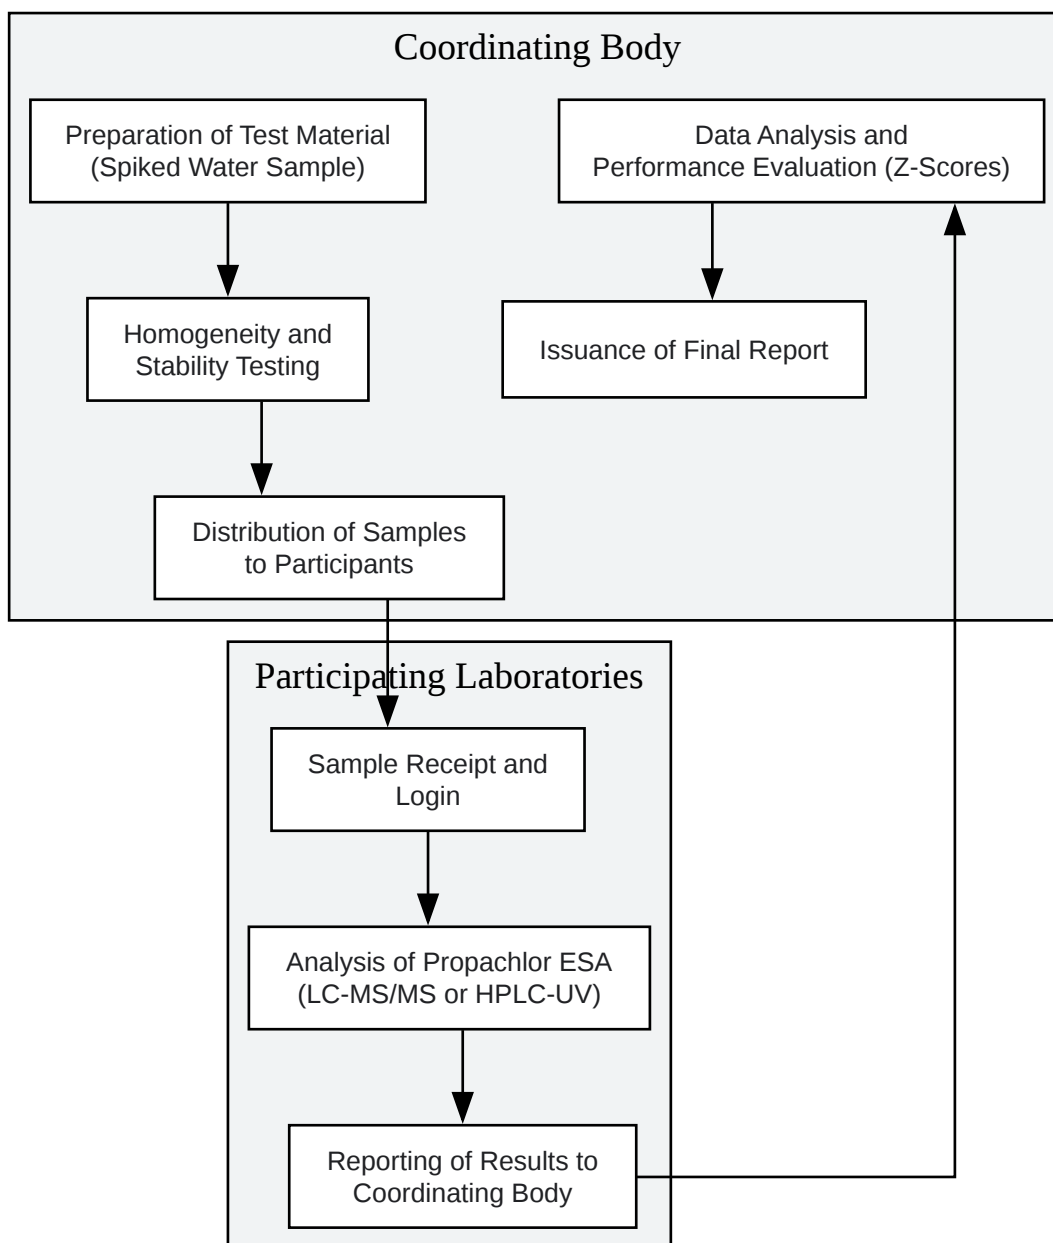 Coordinating Body
Preparation of Test Material
(Spiked Water Sample)
Data Analysis and
Performance Evaluation (Z-Scores)
Homogeneity and
Stability Testing
Issuance of Final Report
Distribution of Samples
to Participants
Participating Laboratories
Sample Receipt and
Login
Analysis of Propachlor ESA
(LC-MS/MS or HPLC-UV)
Reporting of Results to
Coordinating Body